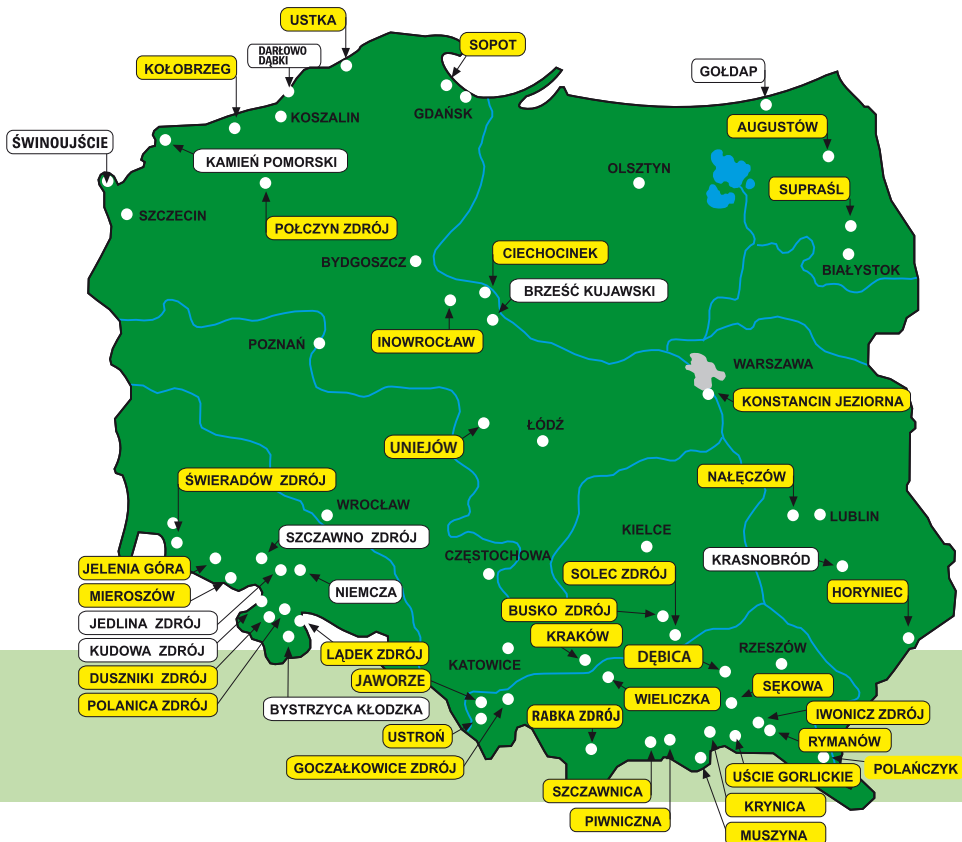 USTKA
DARŁOWO
DĄBKI
SOPOT
KOŁOBRZEG
GOŁDAP
KOSZALIN
GDAŃSK
AUGUSTÓW
ŚWINOUJŚCIE
KAMIEŃ POMORSKI
OLSZTYN
SUPRAŚL
SZCZECIN
POŁCZYN ZDRÓJ
BYDGOSZCZ
CIECHOCINEK
BIAŁYSTOK
BRZEŚĆ KUJAWSKI
INOWROCŁAW
POZNAŃ
WARSZAWA
KONSTANCIN JEZIORNA
ŁÓDŹ
UNIEJÓW
ŚWIERADÓW ZDRÓJ
NAŁĘCZÓW
WROCŁAW
LUBLIN
KIELCE
SZCZAWNO ZDRÓJ
CZĘSTOCHOWA
KRASNOBRÓD
JELENIA GÓRA
SOLEC ZDRÓJ
NIEMCZA
HORYNIEC
MIEROSZÓW
BUSKO ZDRÓJ
JEDLINA ZDRÓJ
KRAKÓW
KUDOWA ZDRÓJ
RZESZÓW
LĄDEK ZDRÓJ
DĘBICA
KATOWICE
DUSZNIKI ZDRÓJ
JAWORZE
SĘKOWA
WIELICZKA
POLANICA ZDRÓJ
BYSTRZYCA KŁODZKA
IWONICZ ZDRÓJ
RABKA ZDRÓJ
USTROŃ
RYMANÓW
GOCZAŁKOWICE ZDRÓJ
POLAŃCZYK
UŚCIE GORLICKIE
SZCZAWNICA
KRYNICA
PIWNICZNA
MUSZYNA